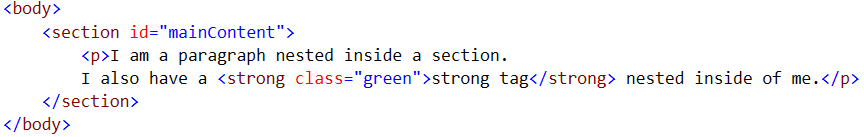 <body>
<section id="mainContent">
<p>I am a paragraph nested inside a section.
I also have a <strong class="green">strong tag</strong> nested inside of me.</p>
</section>
</body>